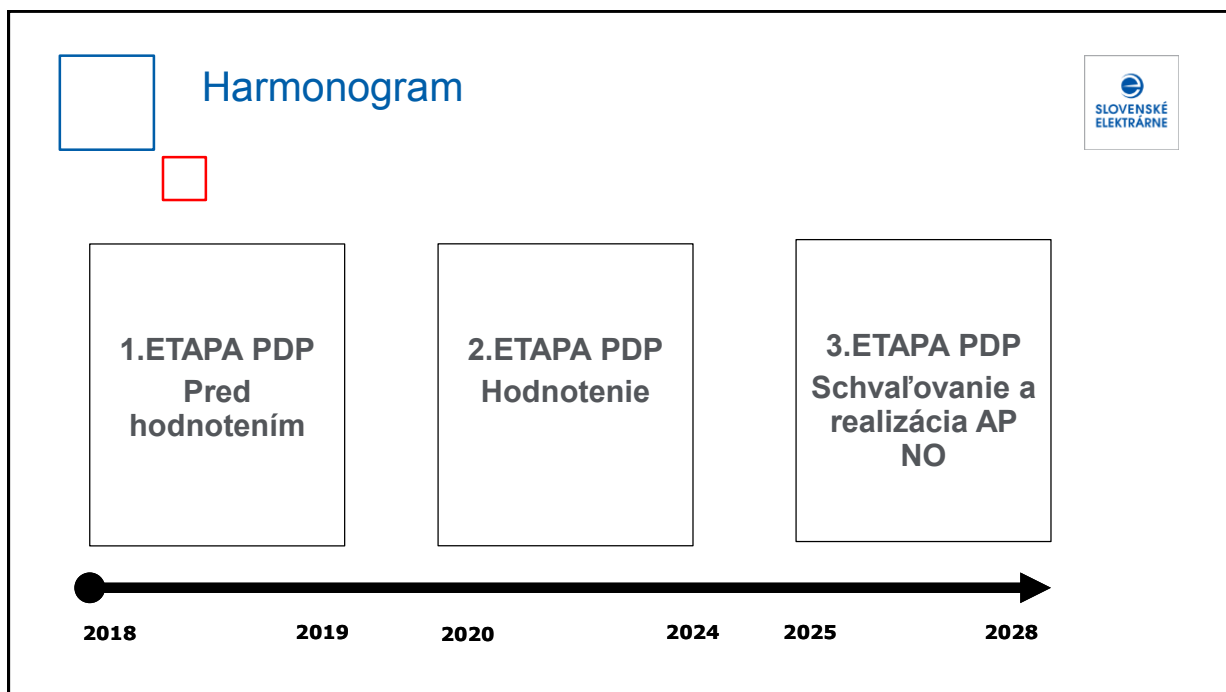 Harmonogram
SLOVENSKÉ
ELEKTRÁRNE
1.ETAPA PDP
Pred
hodnotením
2.ETAPA PDP
Hodnotenie
3.ETAPA PDP
Schvaľovanie a
realizácia AP
NO
2018
2019
2020
2024
2025
2028